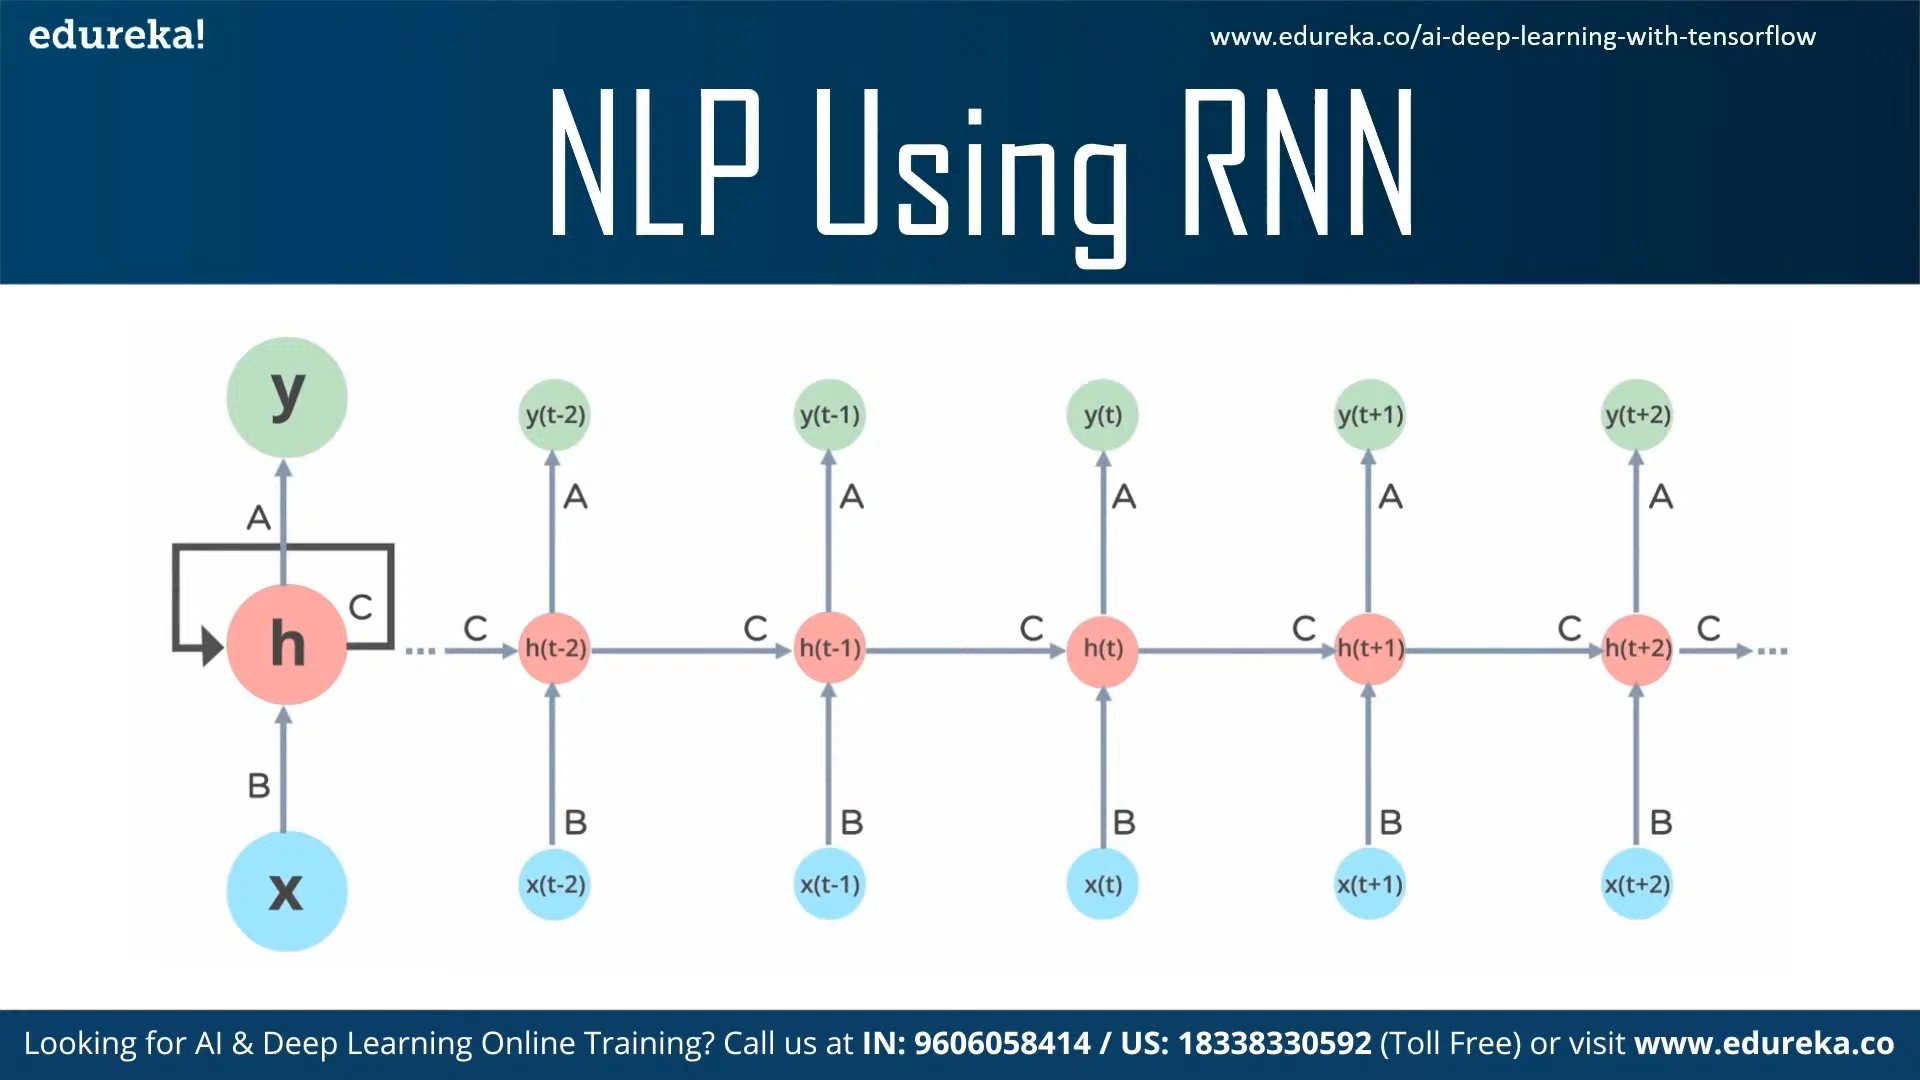 edureka!
www.edureka.co/ai-deep-learning-with-tensorflow
NLP Using RNN
y
y(t-2) y(t-1) y(t) y(t+1) y(t+2)
A A A A A A
h C
C h(t-2) C h(t-1) C h(t) C h(t+1) C h(t+2) C
B B B B B B
x
x(t-2) x(t-1) x(t) x(t+1) x(t+2)
Looking for AI & Deep Learning Online Training? Call us at IN: 9606058414 / US: 18338330592 (Toll Free) or visit www.edureka.co